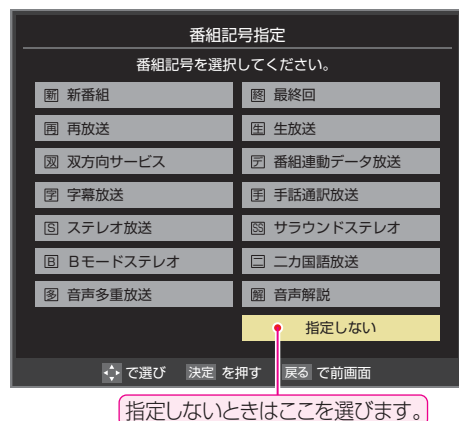 番組記号指定
番組記号を選択してください。
新 新番組
終 最終回
再 再放送
生 生放送
双 双方向サービス
デ 番組連動データ放送
字 字幕放送
手 手話通訳放送
S ステレオ放送
SS サラウンドステレオ
B Bモードステレオ
二 二カ国語放送
多 音声多重放送
解 音声解説
指定しない
で選び 決定 を押す 戻る で前画面
指定しないときはここを選びます。